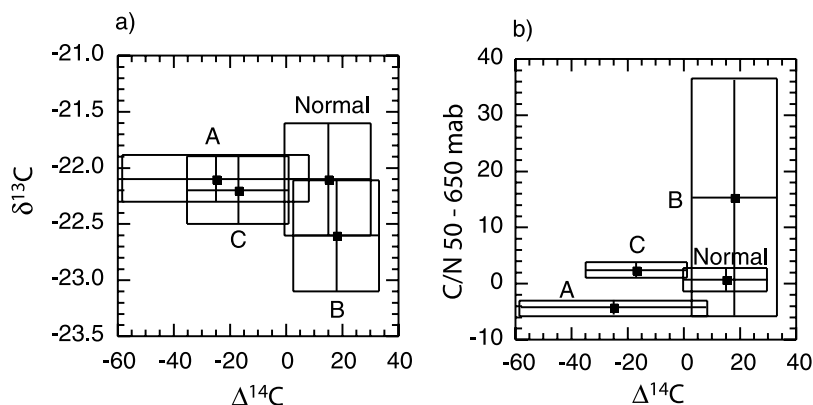 a)
δ¹³C
-21.0
-21.5
-22.0
-22.5
-23.0
-23.5
Normal
A
C
B
-60 -40 -20 0 20 40
Δ¹⁴C
b)
C/N 50 - 650 mab
40
30
20
10
0
-10
B
C
Normal
A
-60 -40 -20 0 20 40
Δ¹⁴C